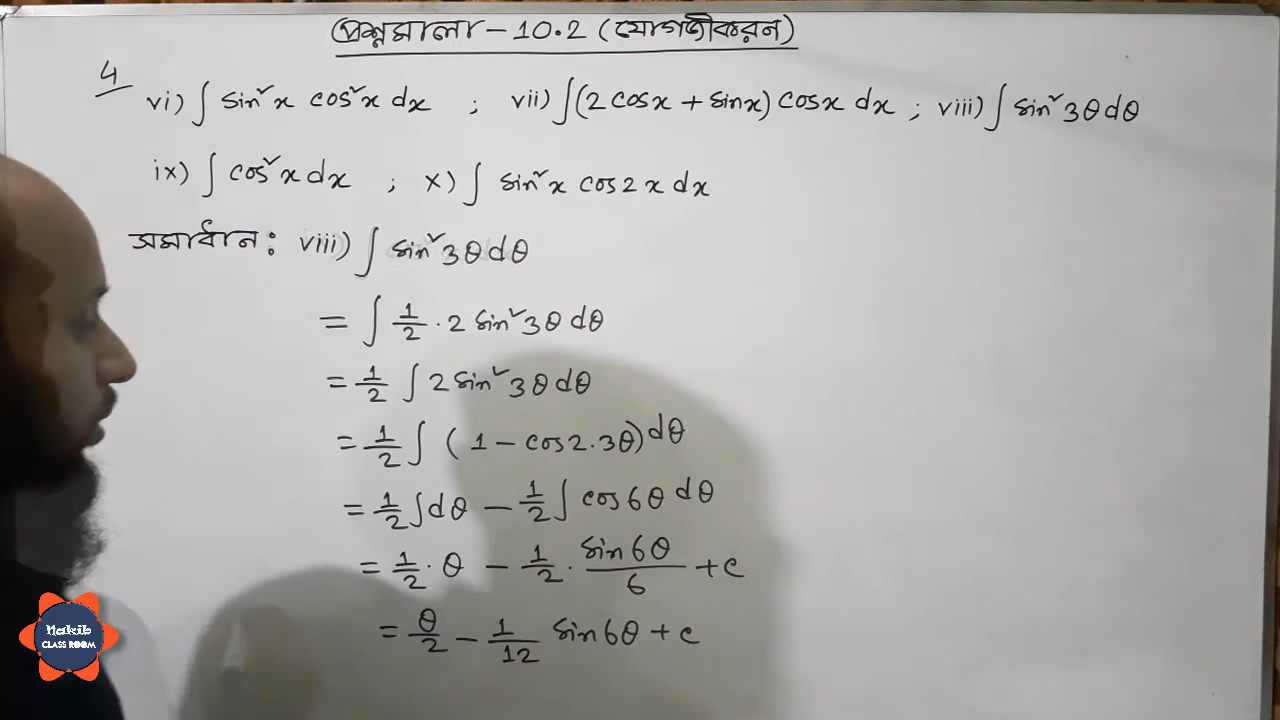 প্রশ্নমালা - 10.2 (যোগজীকরন)
4
vi) ∫ sin²x cos²x dx ; vii) ∫(2 cosx + sinx) cosx dx ; viii) ∫ sin²3θ dθ
ix) ∫ cos²x dx ; x) ∫ sin²x cos2x dx
সমাধান: viii) ∫ sin²3θ dθ
= ∫ 1/2 · 2 sin²3θ dθ
= 1/2 ∫ 2 sin²3θ dθ
= 1/2 ∫ (1 - cos2.3θ) dθ
= 1/2 ∫ dθ - 1/2 ∫ cos6θ dθ
= 1/2 · θ - 1/2 · sin6θ/6 + c
= θ/2 - 1/12 sin6θ + c
Nakib
CLASS ROOM